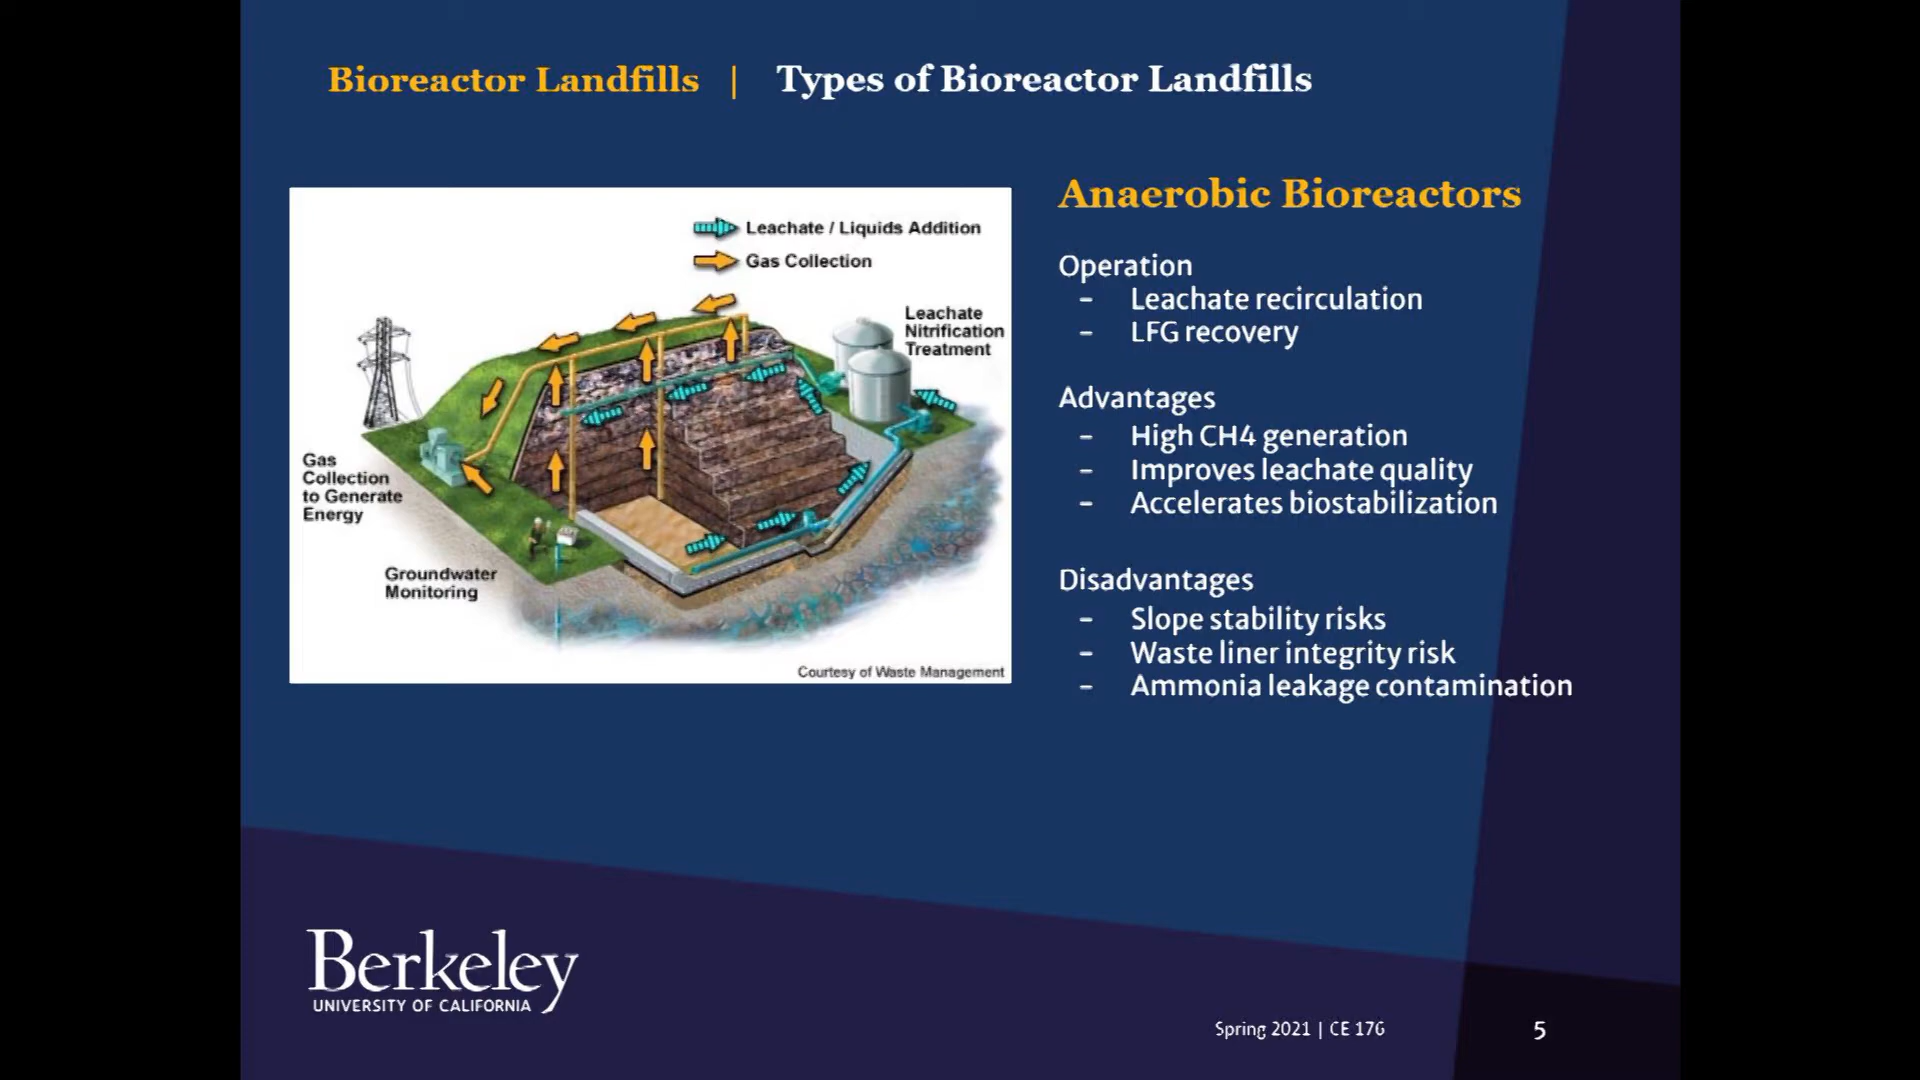 Bioreactor Landfills | Types of Bioreactor Landfills
Leachate / Liquids Addition
Gas Collection
Leachate
Nitrification
Treatment
Gas
Collection
to Generate
Energy
Groundwater
Monitoring
Courtesy of Waste Management
Anaerobic Bioreactors
Operation
- Leachate recirculation
- LFG recovery
Advantages
- High CH4 generation
- Improves leachate quality
- Accelerates biostabilization
Disadvantages
- Slope stability risks
- Waste liner integrity risk
- Ammonia leakage contamination
Berkeley
UNIVERSITY OF CALIFORNIA
Spring 2021 | CE 176
5